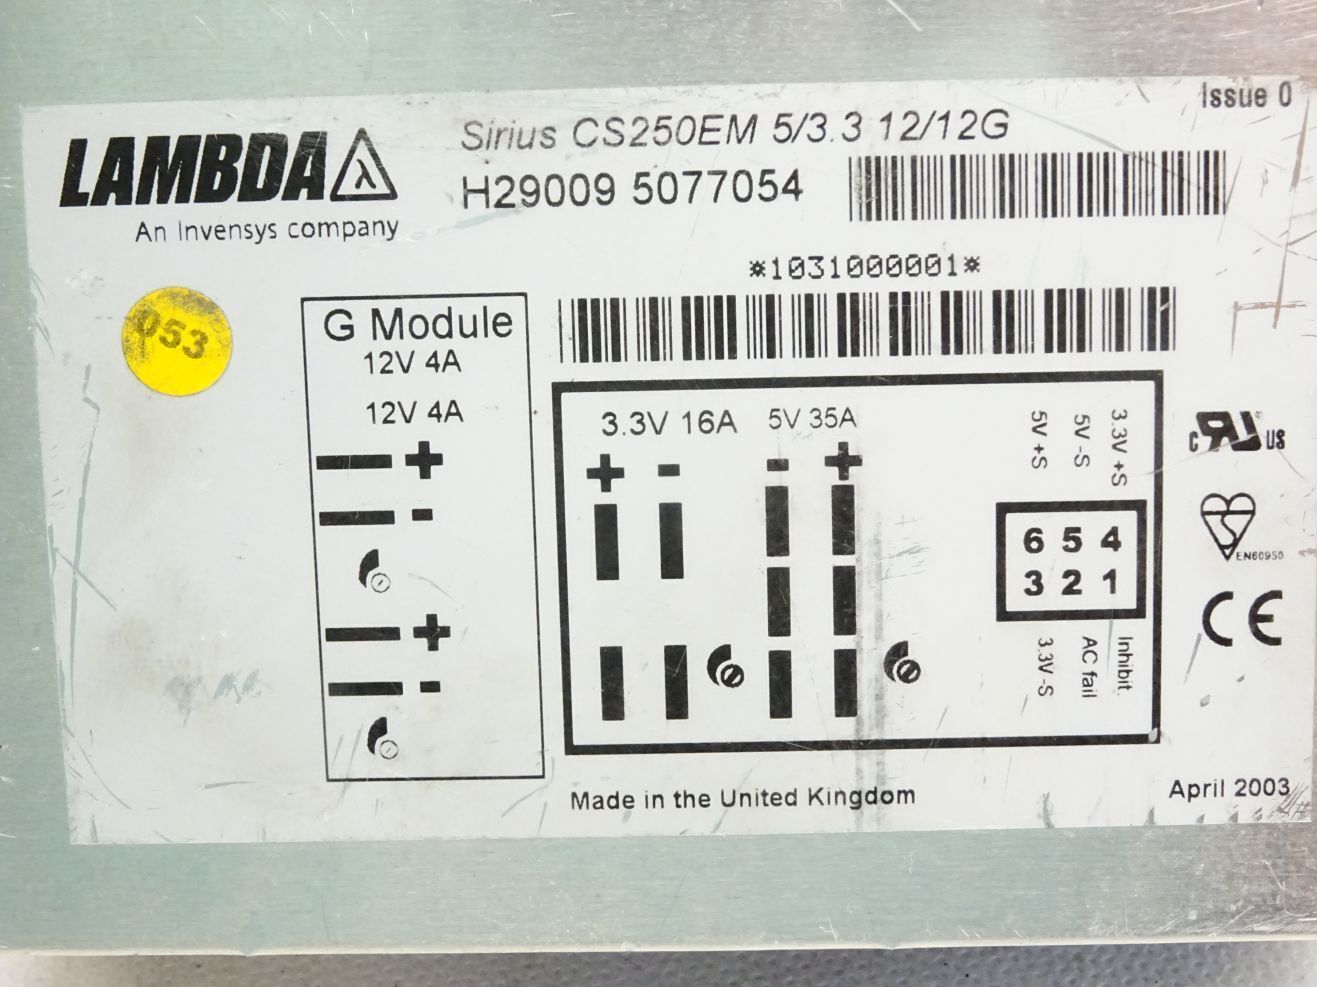 Issue 0
LAMBDA λ
An Invensys company
Sirius CS250EM 5/3.3 12/12G
H29009 5077054
*1031000001*
053
G Module
12V 4A
12V 4A
+
-
+
-
3.3V 16A 5V 35A
+ - - +
5V +S
5V -S
3.3V +S
6 5 4
3 2 1
3.3V -S
AC fail
Inhibit
c RU US
S
EN60950
CE
Made in the United Kingdom
April 2003